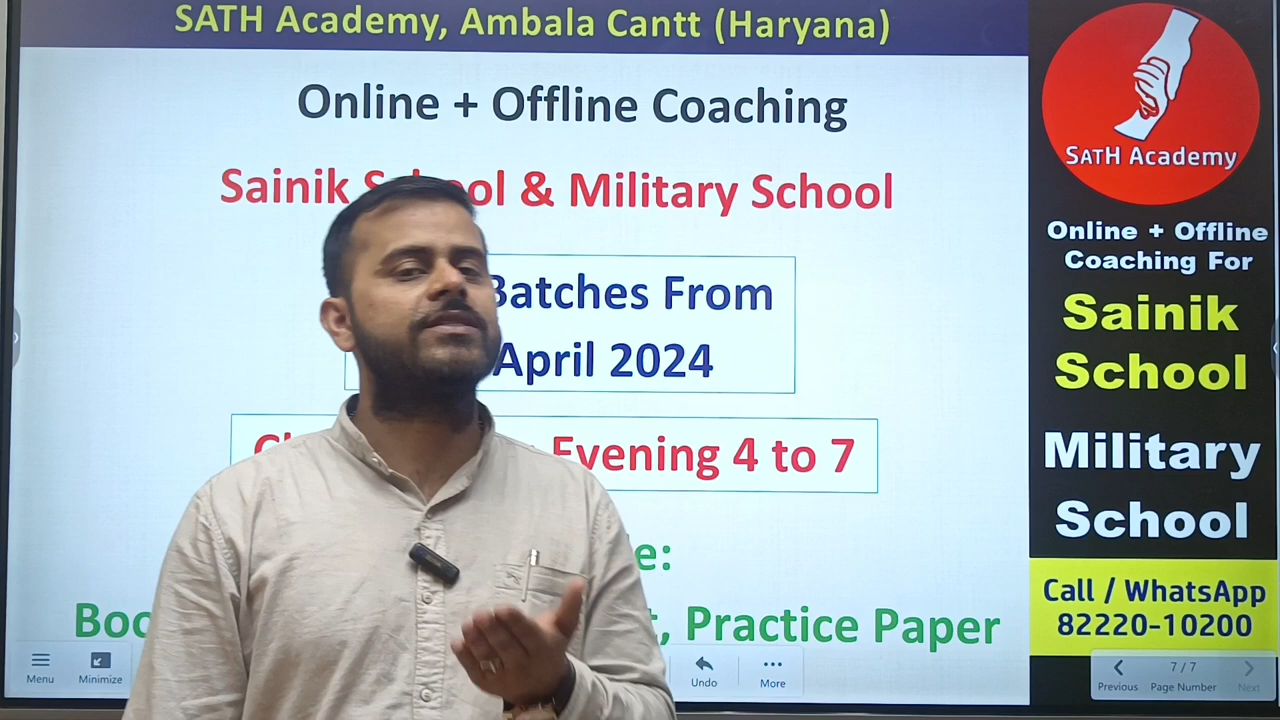 SATH Academy, Ambala Cantt (Haryana)
Online + Offline Coaching
Sainik School & Military School
Batches From
April 2024
Evening 4 to 7
Practice Paper
Menu
Minimize
Undo
More
SATH Academy
Online + Offline
Coaching For
Sainik
School
Military
School
Call / WhatsApp
82220-10200
7 / 7
Previous
Page Number
Next